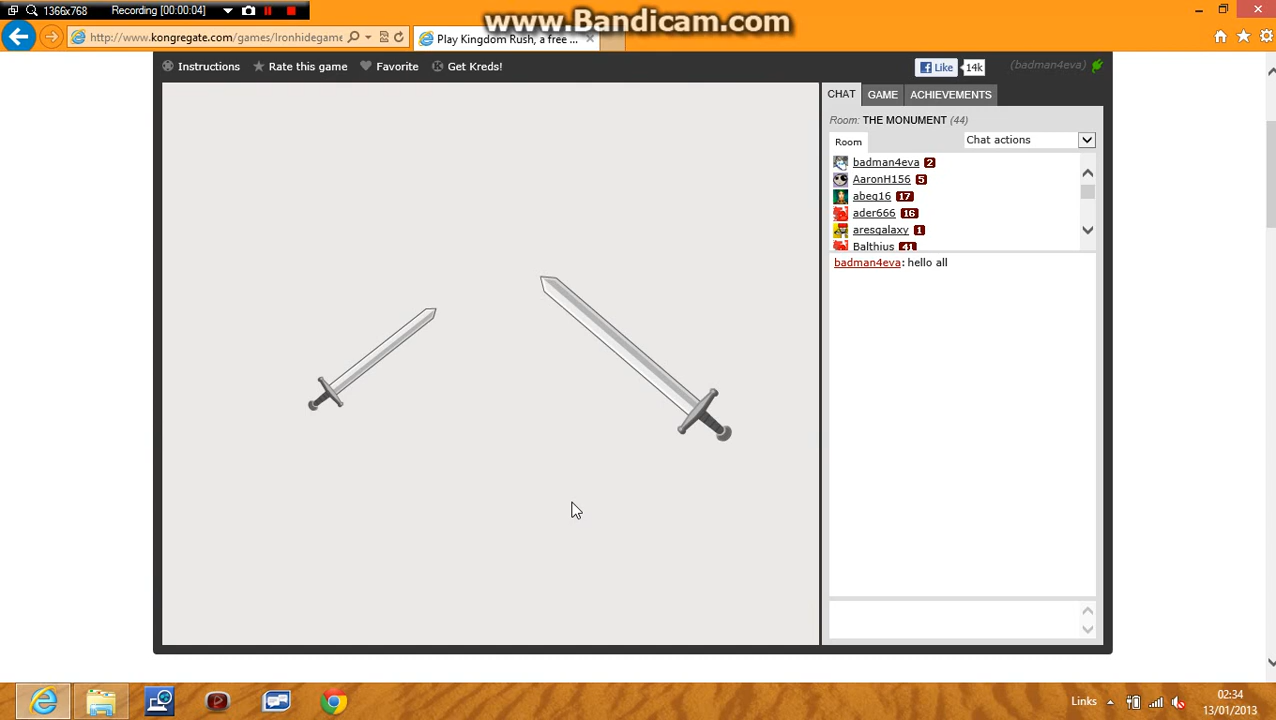 1366x768 Recording [00:00:04]
www.Bandicam.com
http://www.kongregate.com/games/Ironhidegame
Play Kingdom Rush, a free ...
Instructions Rate this game Favorite Get Kreds!
Like 14k (badman4eva)
CHAT GAME ACHIEVEMENTS
Room: THE MONUMENT (44)
Room Chat actions
badman4eva 2
AaronH156 5
abeg16 17
ader666 16
aresgalaxy 1
Balthius 41
badman4eva: hello all
Links
02:34
13/01/2013